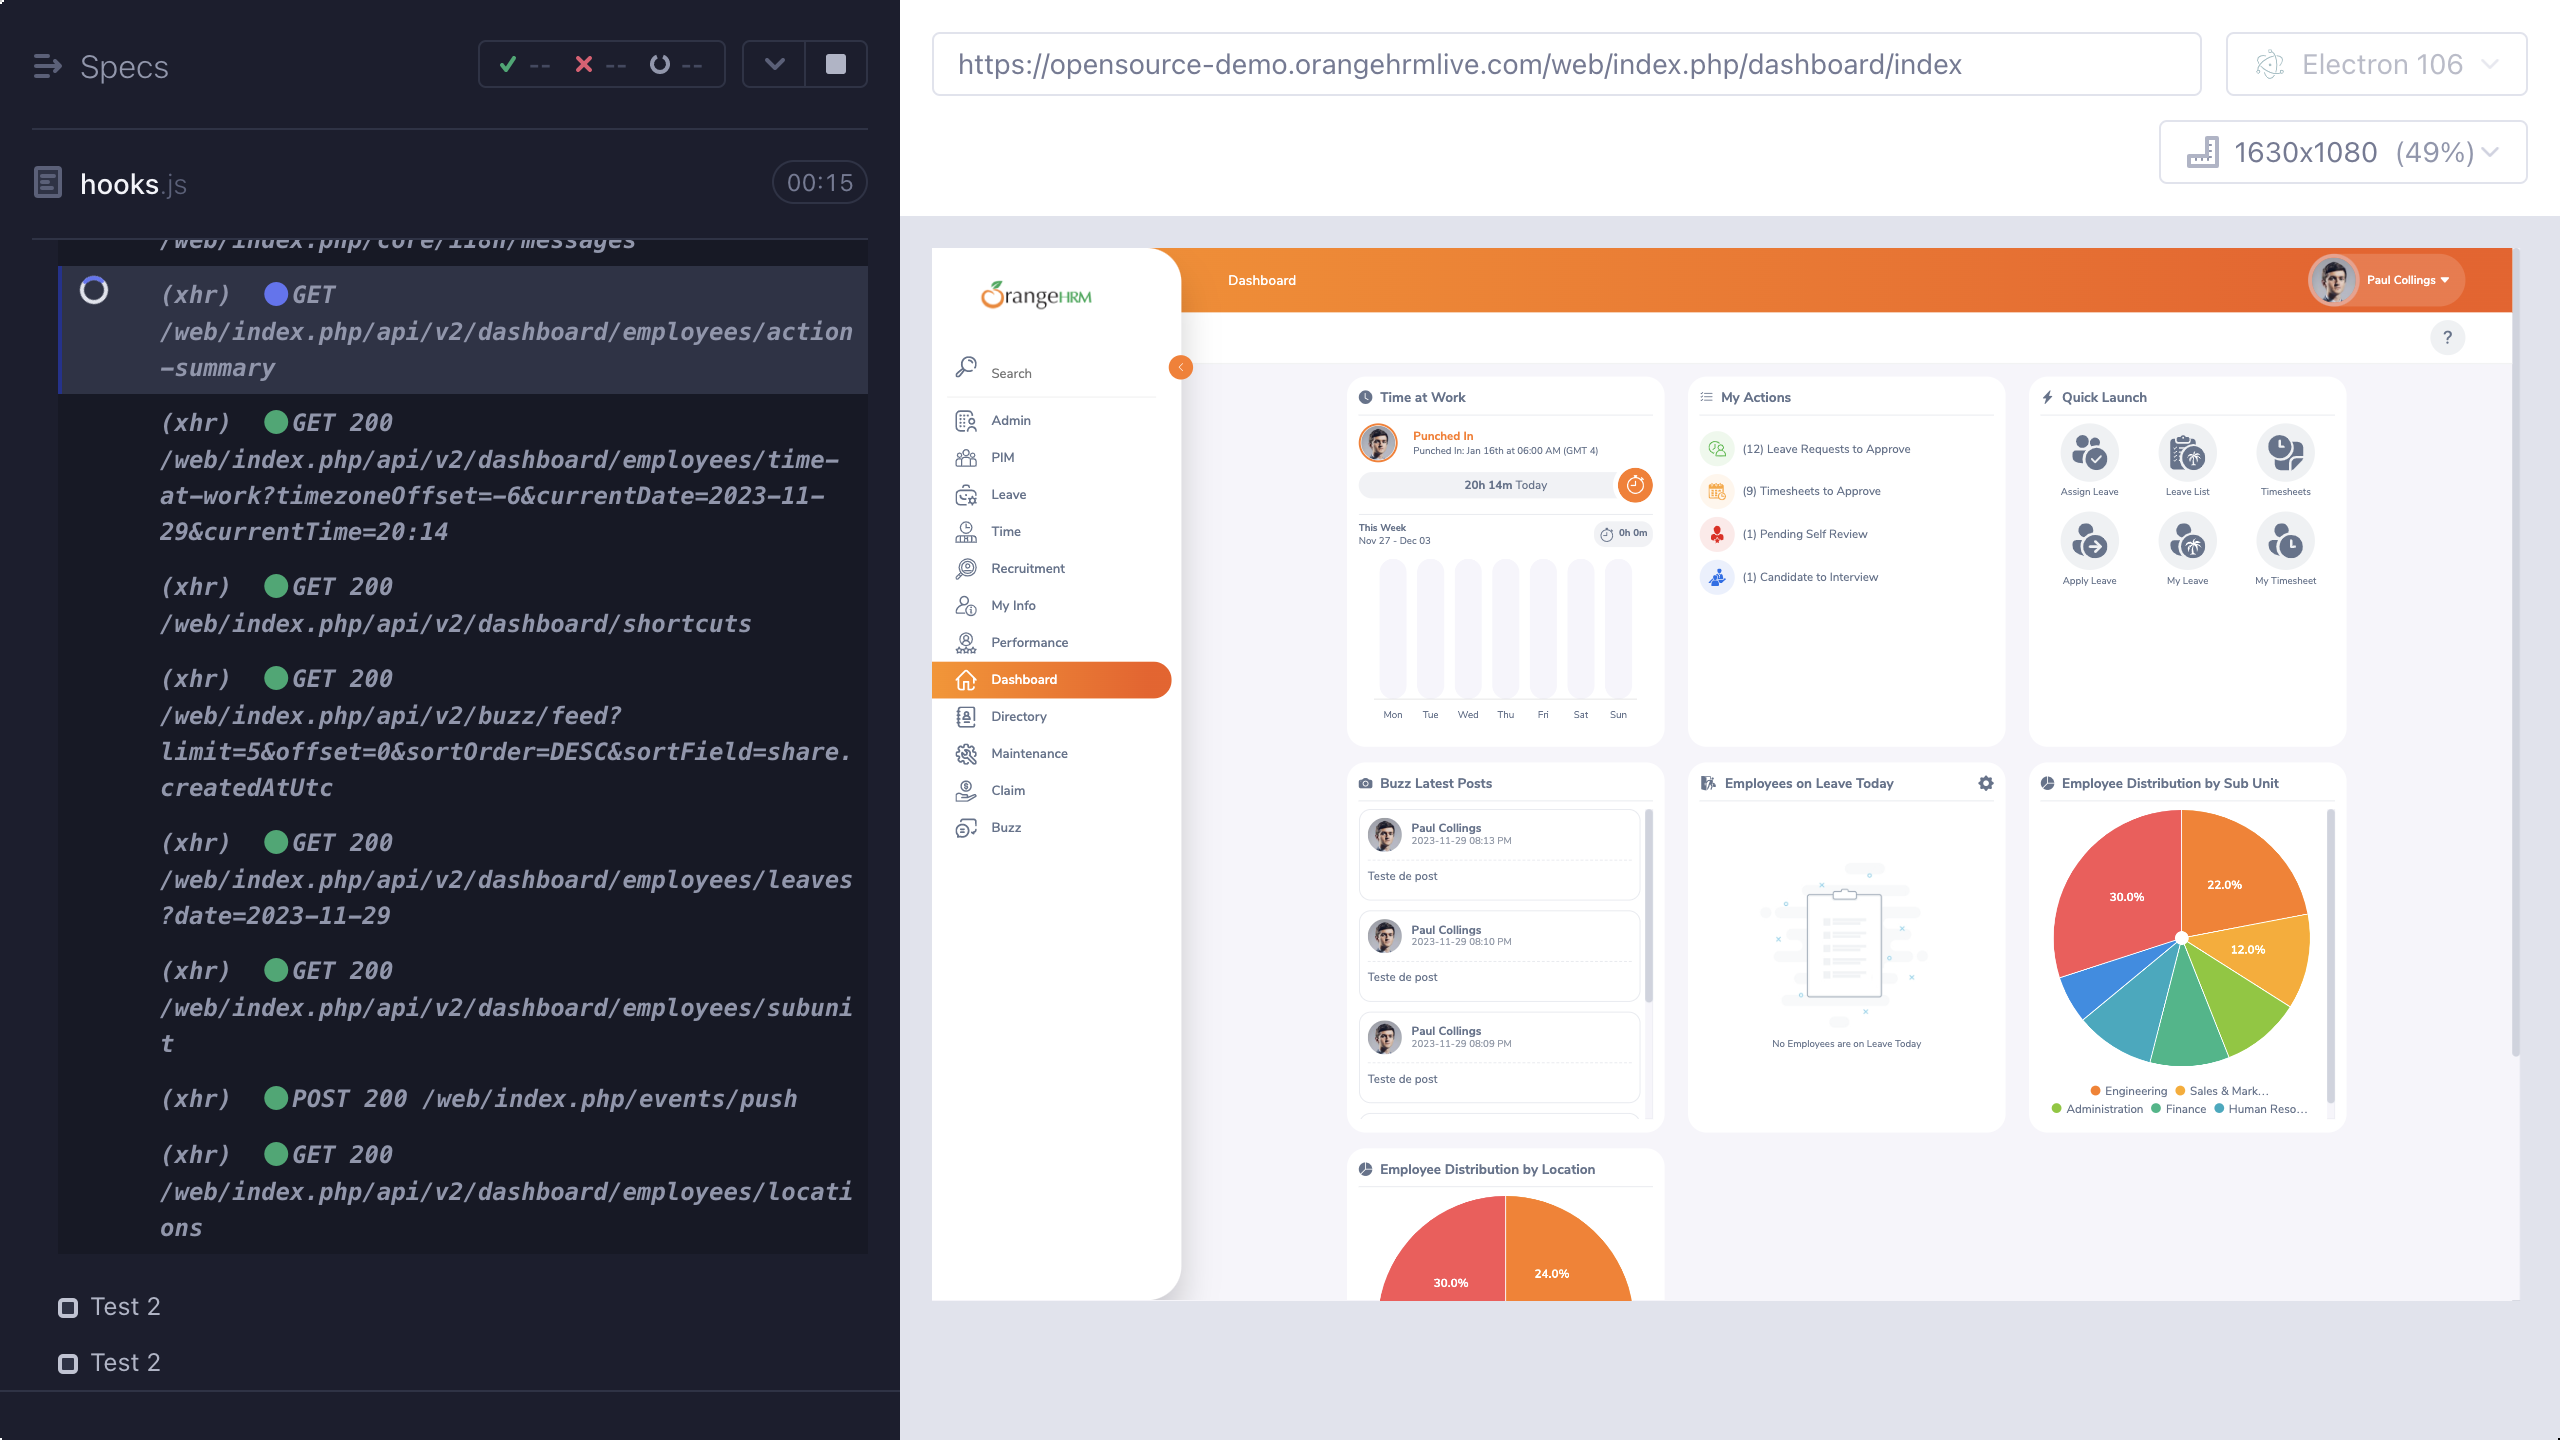 Specs
-- -- --
hooks.js
00:15
/web/index.php/core/i18n/messages
(xhr) GET
/web/index.php/api/v2/dashboard/employees/action
-summary
(xhr) GET 200
/web/index.php/api/v2/dashboard/employees/time-
at-work?timezoneOffset=-6&currentDate=2023-11-
29&currentTime=20:14
(xhr) GET 200
/web/index.php/api/v2/dashboard/shortcuts
(xhr) GET 200
/web/index.php/api/v2/buzz/feed?
limit=5&offset=0&sortOrder=DESC&sortField=share.
createdAtUtc
(xhr) GET 200
/web/index.php/api/v2/dashboard/employees/leaves
?date=2023-11-29
(xhr) GET 200
/web/index.php/api/v2/dashboard/employees/subuni
t
(xhr) POST 200 /web/index.php/events/push
(xhr) GET 200
/web/index.php/api/v2/dashboard/employees/locati
ons
Test 2
Test 2
https://opensource-demo.orangehrmlive.com/web/index.php/dashboard/index
Electron 106
1630x1080 (49%)
OrangeHRM
Search
Admin
PIM
Leave
Time
Recruitment
My Info
Performance
Dashboard
Directory
Maintenance
Claim
Buzz
Dashboard
Paul Collings
?
Time at Work
Punched In
Punched In: Jan 16th at 06:00 AM (GMT 4)
20h 14m Today
This Week
Nov 27 - Dec 03
0h 0m
Mon Tue Wed Thu Fri Sat Sun
My Actions
(12) Leave Requests to Approve
(9) Timesheets to Approve
(1) Pending Self Review
(1) Candidate to Interview
Quick Launch
Assign Leave Leave List Timesheets
Apply Leave My Leave My Timesheet
Buzz Latest Posts
Paul Collings
2023-11-29 08:13 PM
Teste de post
Paul Collings
2023-11-29 08:10 PM
Teste de post
Paul Collings
2023-11-29 08:09 PM
Teste de post
Employees on Leave Today
No Employees are on Leave Today
Employee Distribution by Sub Unit
30.0%
22.0%
12.0%
Engineering Sales & Mark...
Administration Finance Human Reso...
Employee Distribution by Location
30.0%
24.0%